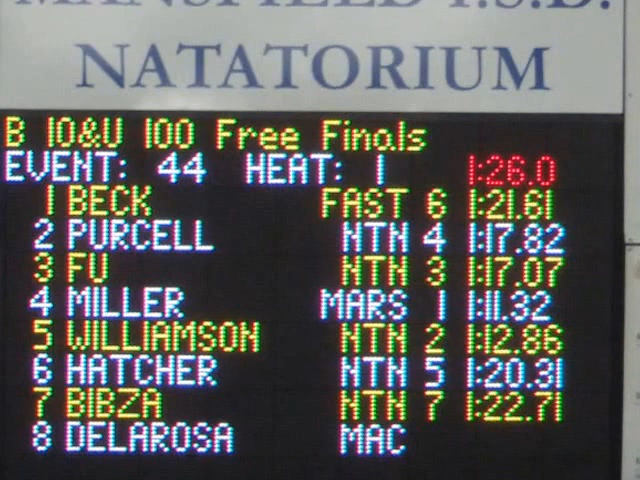 MANSFIELD I.S.D.
NATATORIUM
B 10&U 100 Free Finals
EVENT: 44 HEAT: 1 1:26.0
1 BECK FAST 6 1:21.61
2 PURCELL NTN 4 1:17.82
3 FU NTN 3 1:17.07
4 MILLER MARS 1 1:11.32
5 WILLIAMSON NTN 2 1:12.86
6 HATCHER NTN 5 1:20.31
7 BIBZA NTN 7 1:22.71
8 DELAROSA MAC